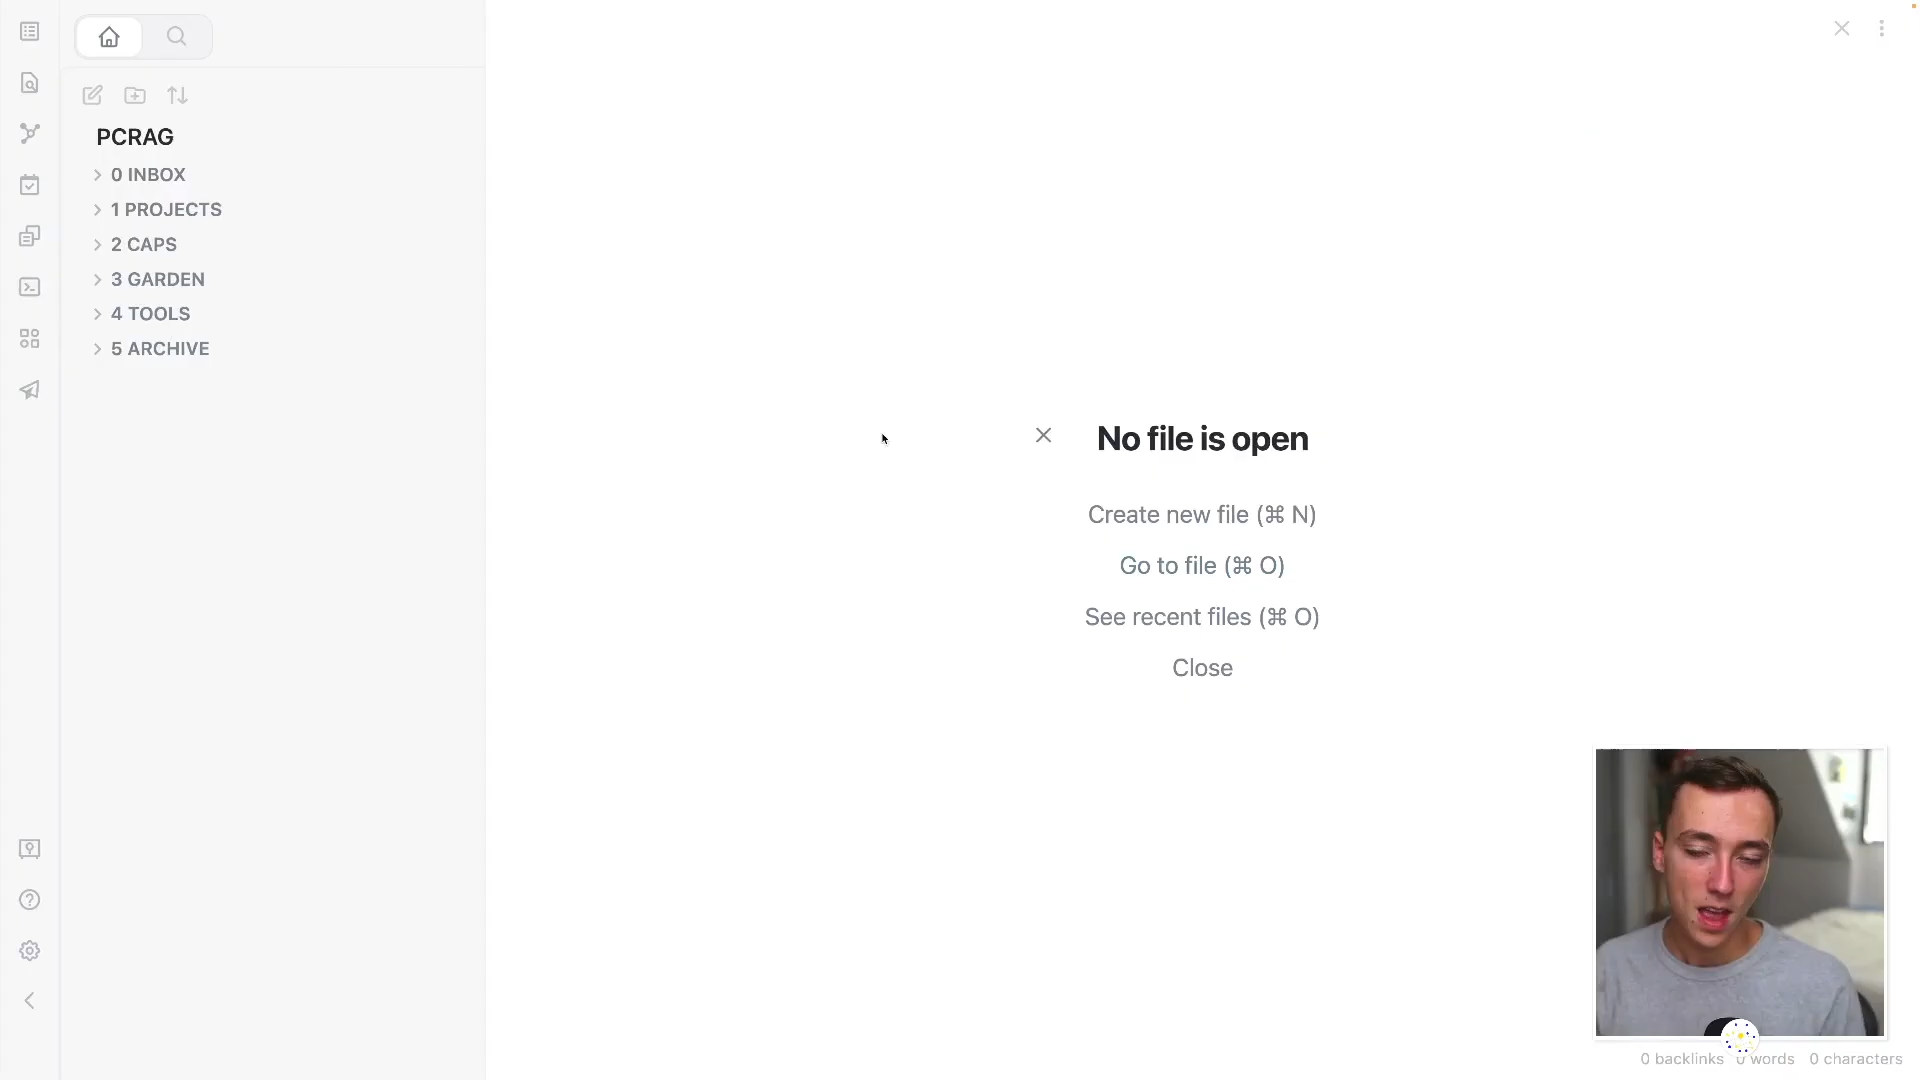 PCRAG
0 INBOX
1 PROJECTS
2 CAPS
3 GARDEN
4 TOOLS
5 ARCHIVE
No file is open
Create new file (⌘ N)
Go to file (⌘ O)
See recent files (⌘ O)
Close
0 backlinks 0 words 0 characters